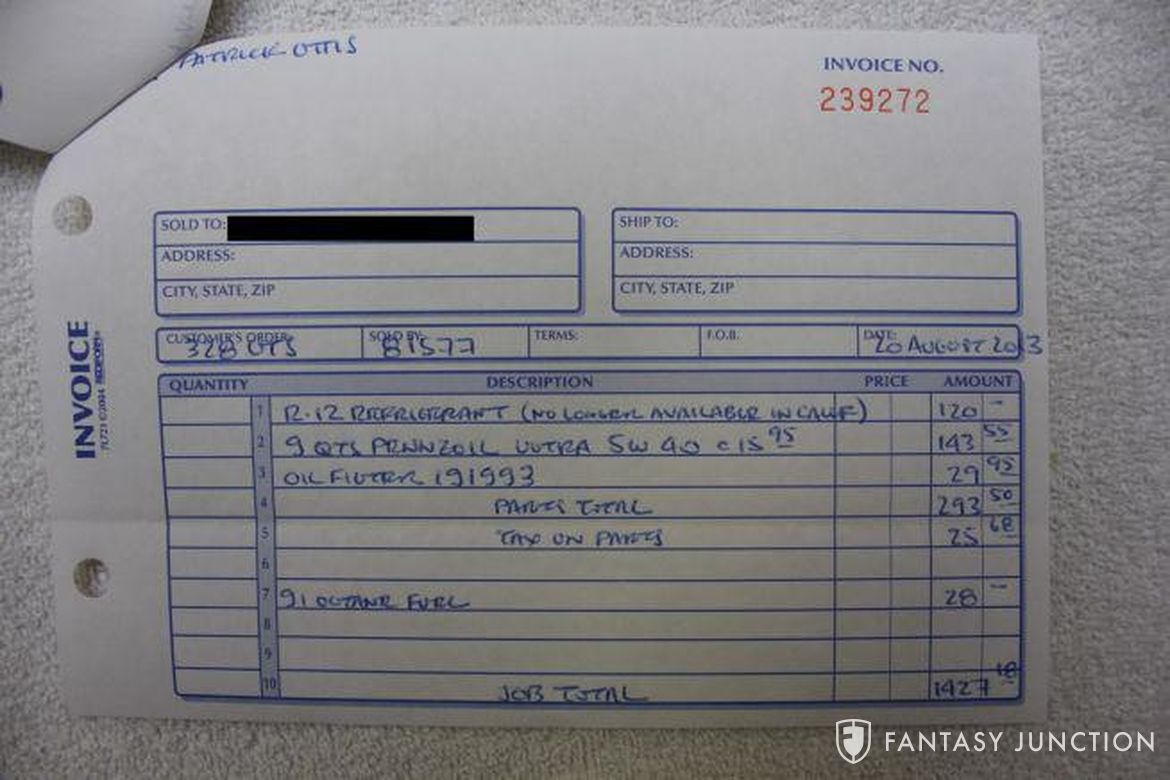 PATRICK OTTIS
INVOICE NO.
239272
SOLD TO:
SHIP TO:
ADDRESS:
ADDRESS:
CITY, STATE, ZIP
CITY, STATE, ZIP
CUSTOMER'S ORDER SOLD BY: TERMS: F.O.B. DATE:
328 GTS 81577 20 AUGUST 2013
INVOICE
QUANTITY DESCRIPTION PRICE AMOUNT
1 R-12 REFRIGERANT (NO LONGER AVAILABLE IN CALIF) 120 -
2 9 QTS PENNZOIL ULTRA 5W 40 @ 15 95 143 55
3 OIL FILTER 191993 29 95
4 PARTS TOTAL 293 50
5 TAX ON PARTS 25 68
6
7 91 OCTANE FUEL 28 -
8
9
10 JOB TOTAL 1427 18
FANTASY JUNCTION